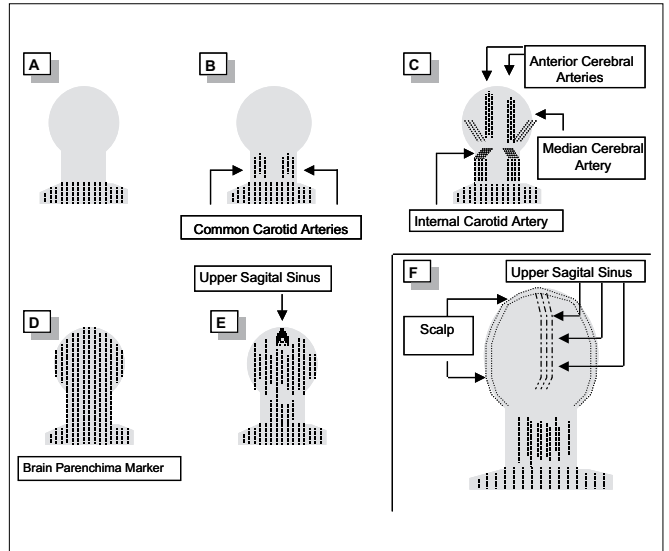 A
B
C
Anterior Cerebral
Arteries
Median Cerebral
Artery
Common Carotid Arteries
Internal Carotid Artery
D
Upper Sagital Sinus
E
F
Upper Sagital Sinus
Scalp
Brain Parenchima Marker